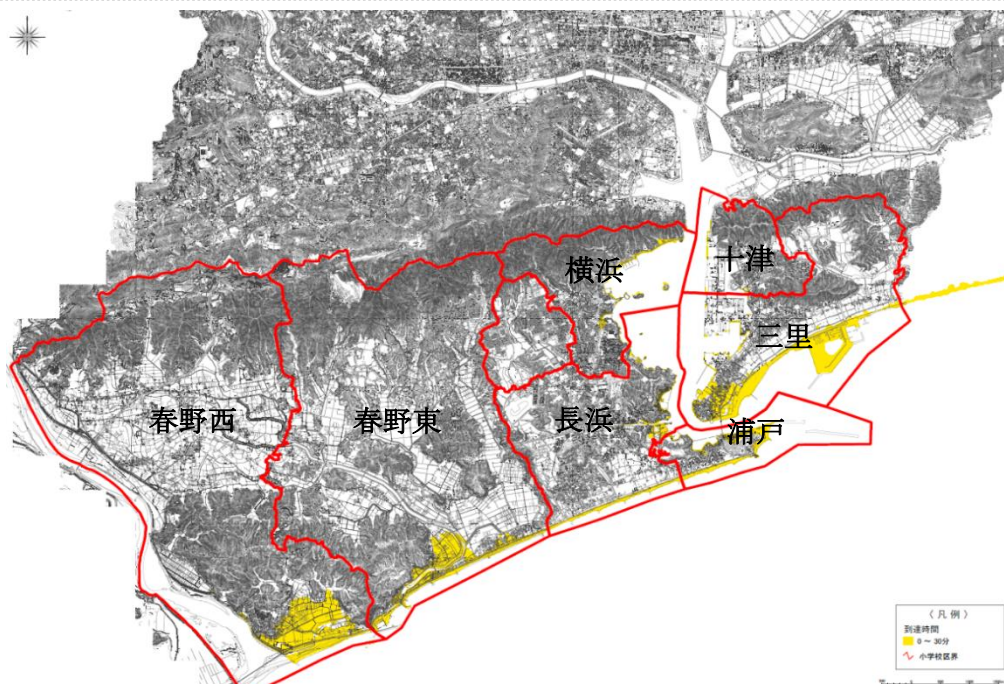 横浜
十津
三里
春野西
春野東
長浜
浦戸
〈凡例〉
到達時間
0 ～ 30分
小学校区界